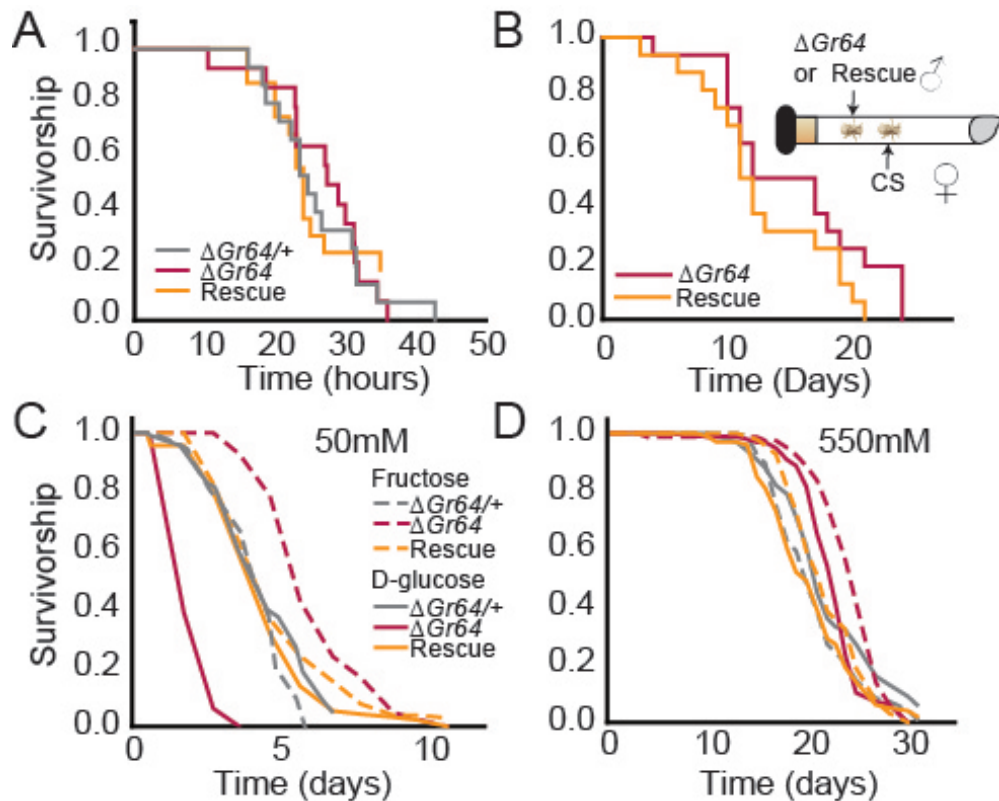 A
Survivorship
1.0
0.8
0.6
0.4
0.2
0.0
ΔGr64/+
ΔGr64
Rescue
0 10 20 30 40 50
Time (hours)
B
1.0
0.8
0.6
0.4
0.2
0.0
ΔGr64
or Rescue ♂
CS ♀
ΔGr64
Rescue
0 10 20
Time (Days)
C
50mM
Survivorship
1.0
0.8
0.6
0.4
0.2
0.0
Fructose
ΔGr64/+
ΔGr64
Rescue
D-glucose
ΔGr64/+
ΔGr64
Rescue
0 5 10
Time (days)
D
550mM
1.0
0.8
0.6
0.4
0.2
0.0
0 10 20 30
Time (days)